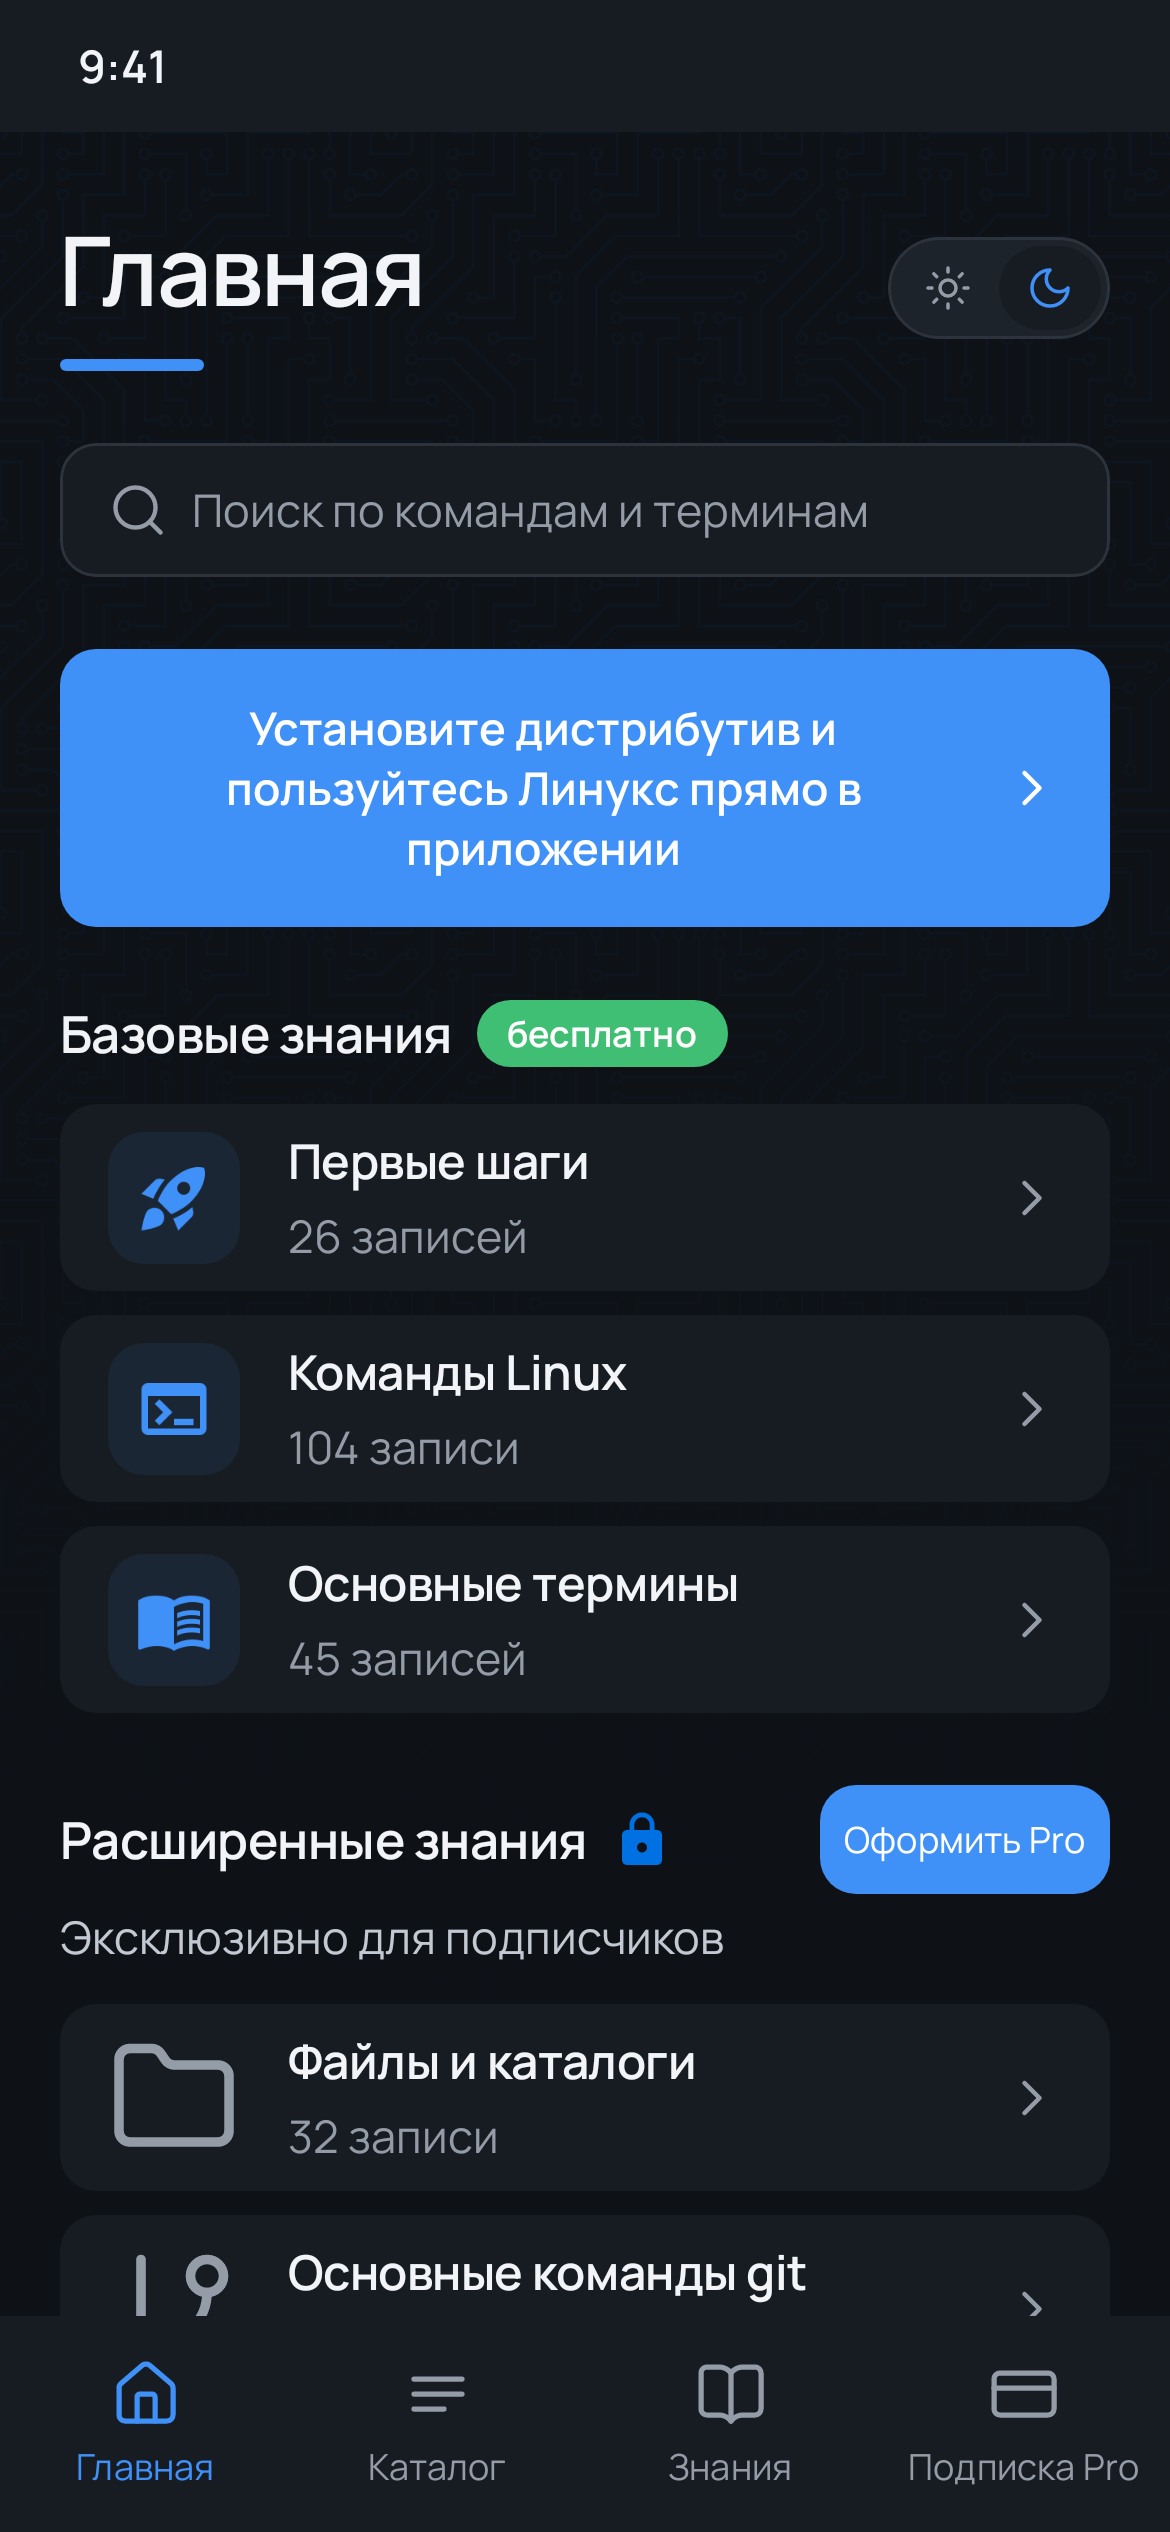 9:41
Главная
Поиск по командам и терминам
Установите дистрибутив и
пользуйтесь Линукс прямо в
приложении
Базовые знания бесплатно
Первые шаги
26 записей
Команды Linux
104 записи
Основные термины
45 записей
Расширенные знания
Оформить Pro
Эксклюзивно для подписчиков
Файлы и каталоги
32 записи
Основные команды git
Главная
Каталог
Знания
Подписка Pro